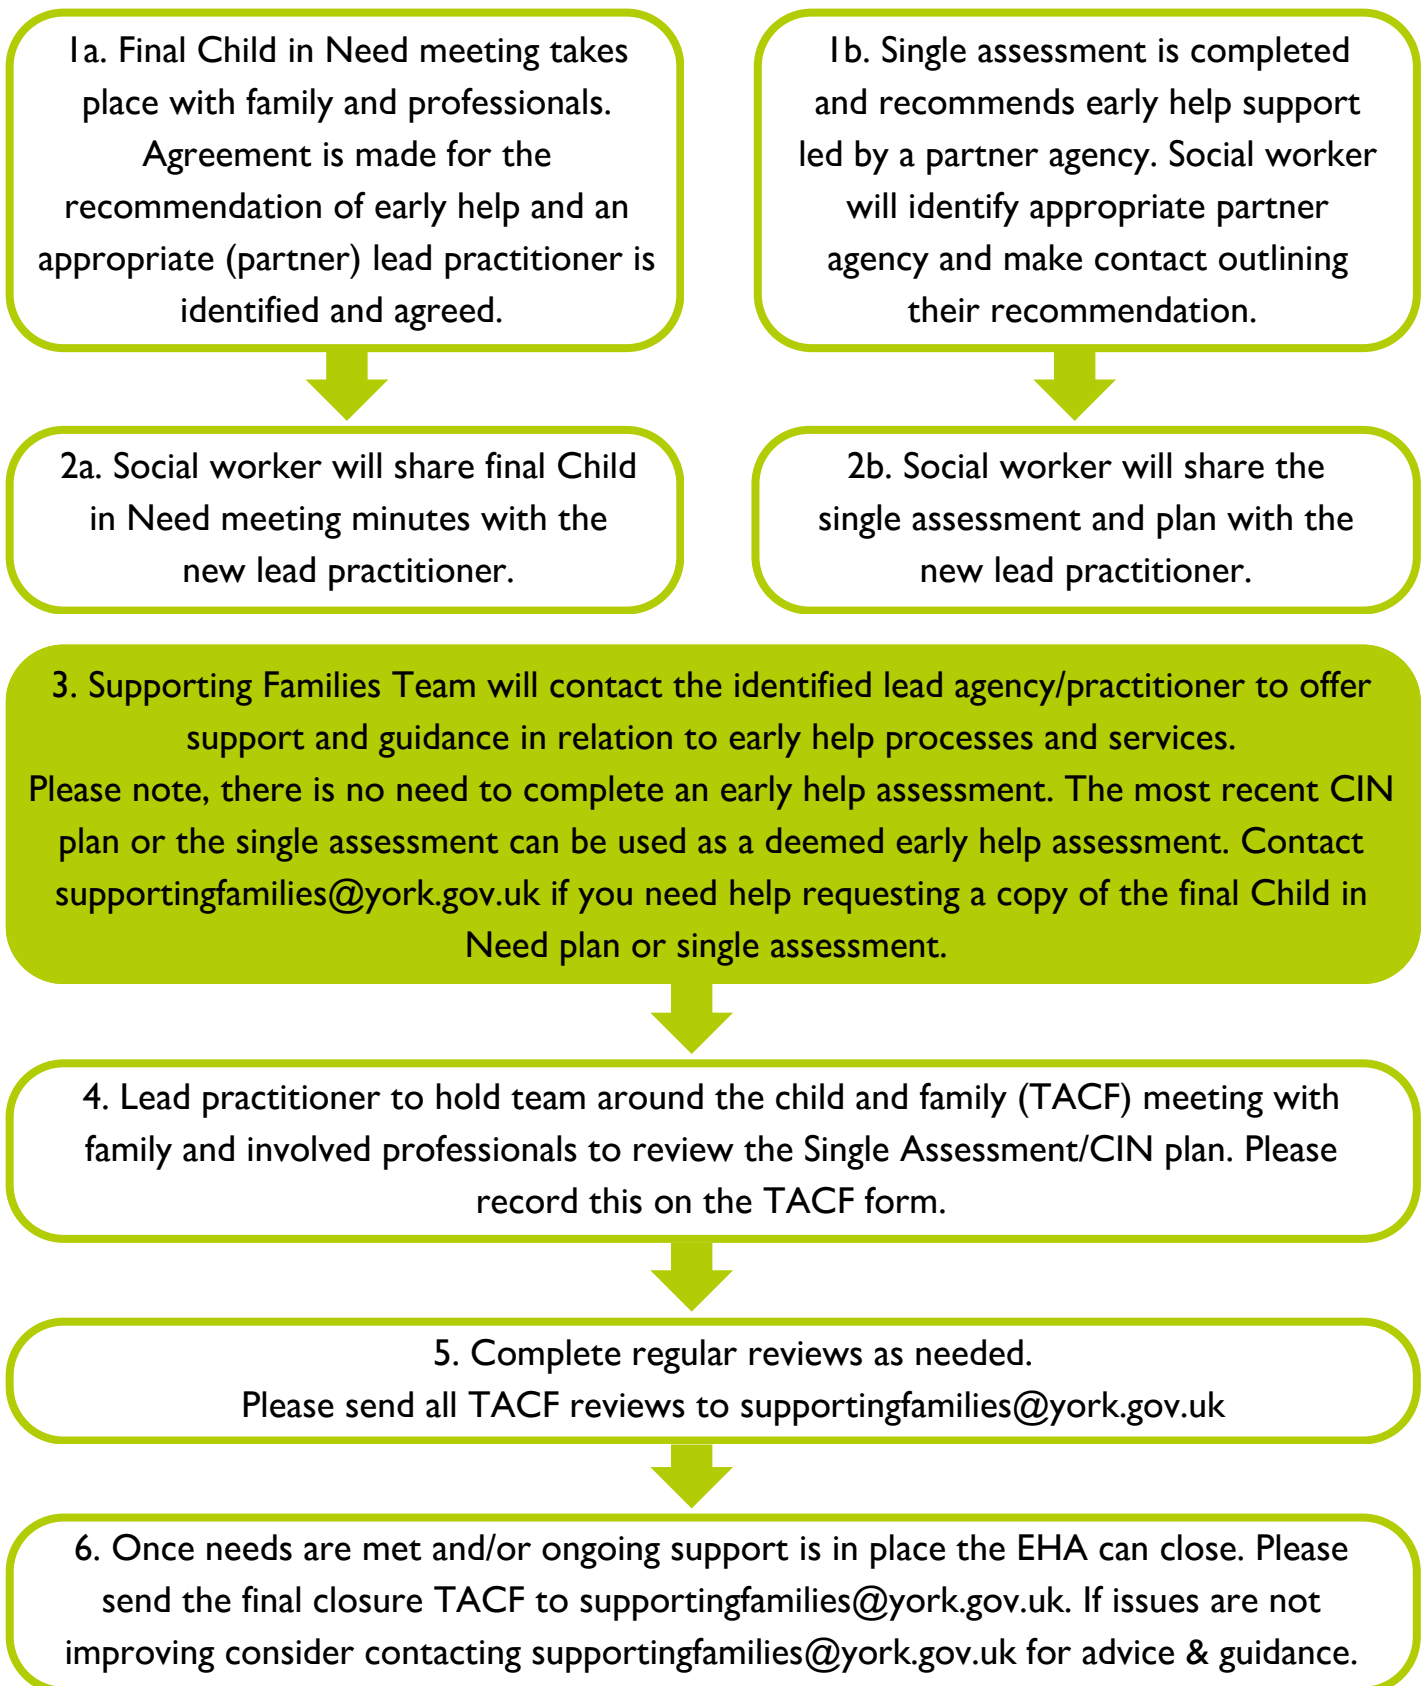 1a. Final Child in Need meeting takes
place with family and professionals.
Agreement is made for the
recommendation of early help and an
appropriate (partner) lead practitioner is
identified and agreed.
1b. Single assessment is completed
and recommends early help support
led by a partner agency. Social worker
will identify appropriate partner
agency and make contact outlining
their recommendation.
2a. Social worker will share final Child
in Need meeting minutes with the
new lead practitioner.
2b. Social worker will share the
single assessment and plan with the
new lead practitioner.
3. Supporting Families Team will contact the identified lead agency/practitioner to offer
support and guidance in relation to early help processes and services.
Please note, there is no need to complete an early help assessment. The most recent CIN
plan or the single assessment can be used as a deemed early help assessment. Contact
supportingfamilies@york.gov.uk if you need help requesting a copy of the final Child in
Need plan or single assessment.
4. Lead practitioner to hold team around the child and family (TACF) meeting with
family and involved professionals to review the Single Assessment/CIN plan. Please
record this on the TACF form.
5. Complete regular reviews as needed.
Please send all TACF reviews to supportingfamilies@york.gov.uk
6. Once needs are met and/or ongoing support is in place the EHA can close. Please
send the final closure TACF to supportingfamilies@york.gov.uk. If issues are not
improving consider contacting supportingfamilies@york.gov.uk for advice & guidance.